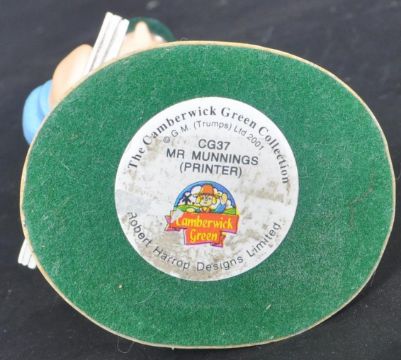 The Camberwick Green Collection
© G.M. (Trumps) Ltd 2001
CG37
MR MUNNINGS
(PRINTER)
Camberwick
Green
Robert Harrop Designs Limited